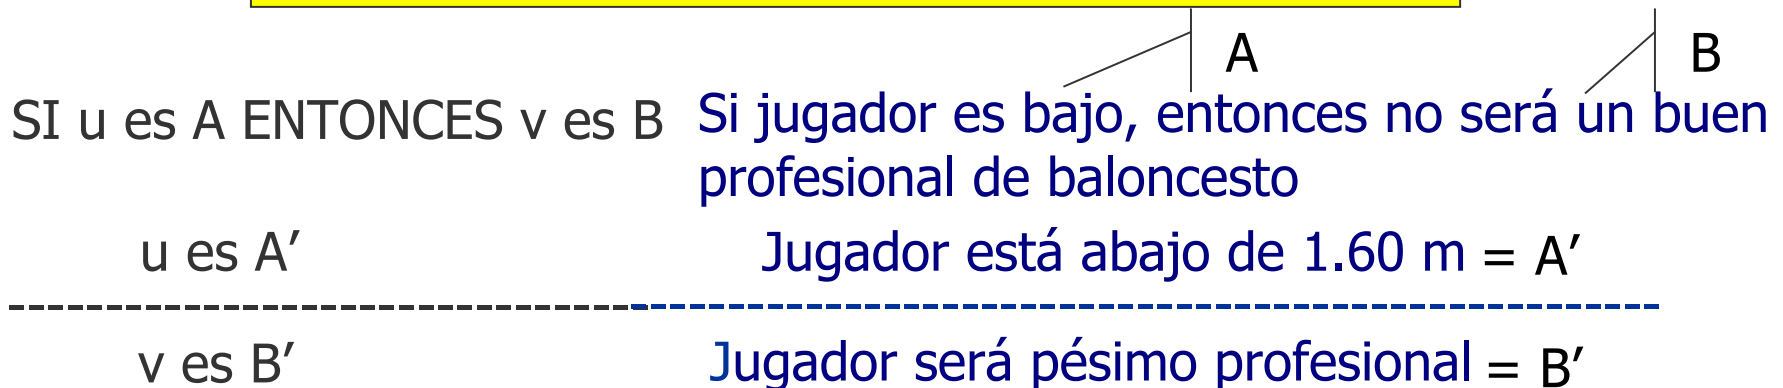 A B
SI u es A ENTONCES v es B Si jugador es bajo, entonces no será un buen
profesional de baloncesto
u es A′ Jugador está abajo de 1.60 m = A′
v es B′ Jugador será pésimo profesional = B′